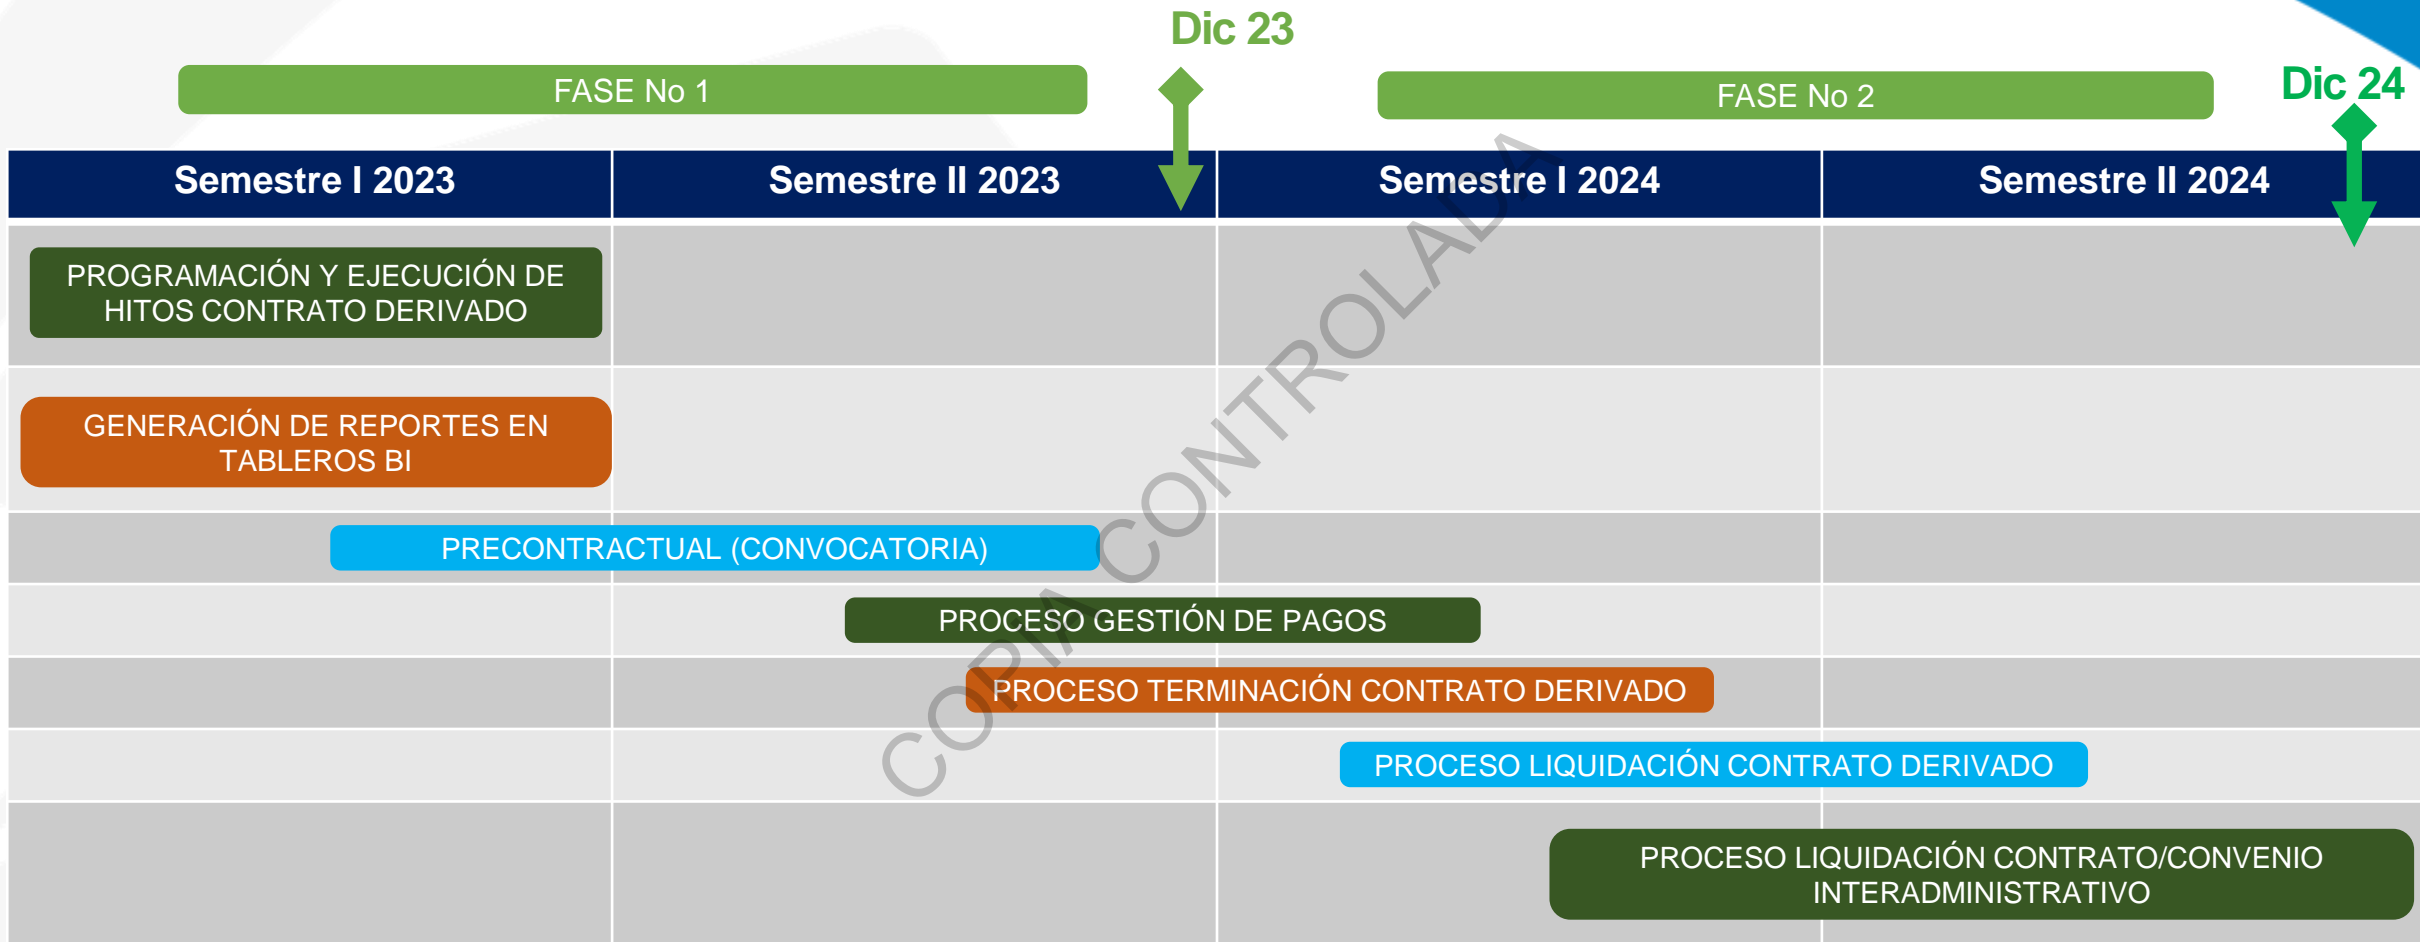 Dic 23
FASE No 1
FASE No 2
Dic 24
Semestre I 2023
Semestre II 2023
Semestre I 2024
Semestre II 2024
PROGRAMACIÓN Y EJECUCIÓN DE
HITOS CONTRATO DERIVADO
GENERACIÓN DE REPORTES EN
TABLEROS BI
PRECONTRACTUAL (CONVOCATORIA)
PROCESO GESTIÓN DE PAGOS
PROCESO TERMINACIÓN CONTRATO DERIVADO
PROCESO LIQUIDACIÓN CONTRATO DERIVADO
PROCESO LIQUIDACIÓN CONTRATO/CONVENIO
INTERADMINISTRATIVO
COPIA CONTROLADA